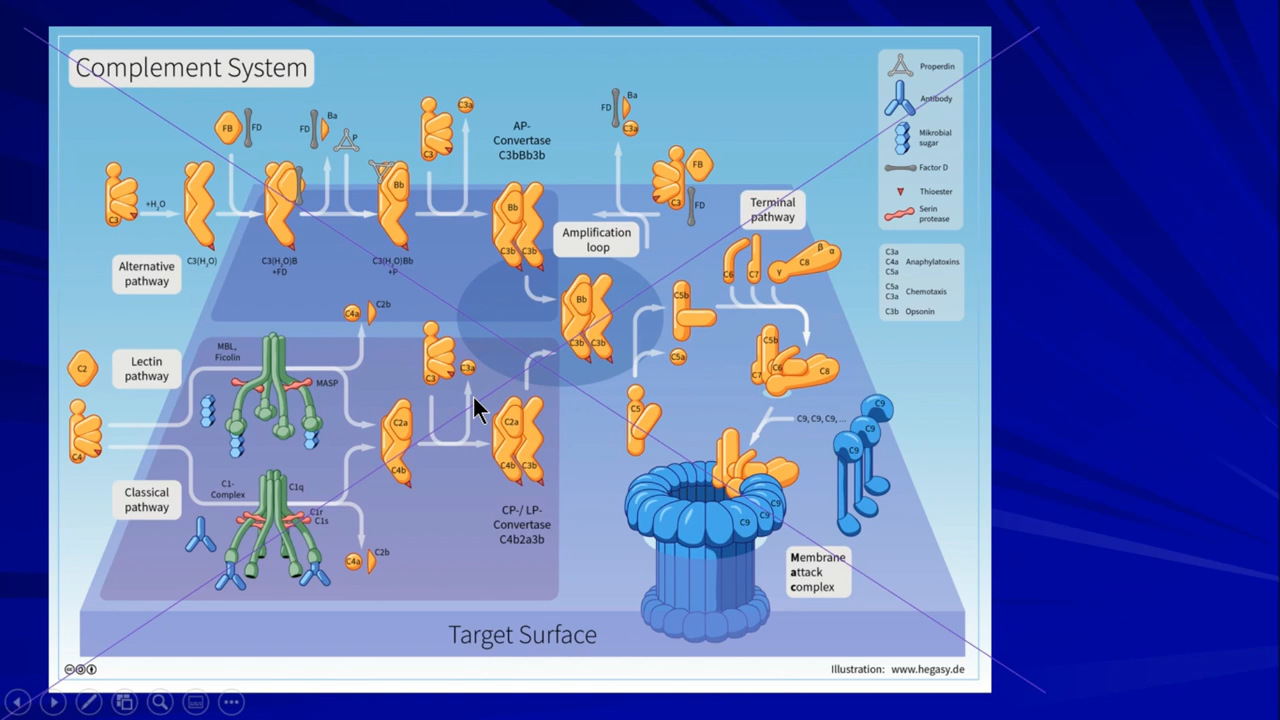 Complement System
C3
+H2O
C3(H2O)
FB
FD
C3(H2O)B
+FD
FD
Ba
P
Bb
C3(H2O)Bb
+P
C3
C3a
AP-
Convertase
C3bBb3b
Bb
C3b
C3b
FD
Ba
C3a
C3
FB
FD
Amplification
loop
Terminal
pathway
Properdin
Antibody
Mikrobial
sugar
Factor D
Thioester
Serin
protease
C3a
C4a
C5a
Anaphylatoxins
C5a
C3a
Chemotaxis
C3b
Opsonin
Alternative
pathway
Lectin
pathway
Classical
pathway
C2
C4
MBL,
Ficolin
MASP
C4a
C2b
C1-
Complex
C1q
C1r
C1s
C4a
C2b
C2a
C4b
C3
C3a
C2a
C4b
C3b
CP-/ LP-
Convertase
C4b2a3b
Bb
C3b
C3b
C5
C5a
C5b
C6
C7
γ
C8
β
α
C5b
C7
C6
C8
C9, C9, C9, ...
C9
C9
C9
C9
C9
C9
Membrane
attack
complex
Target Surface
Illustration: www.hegasy.de